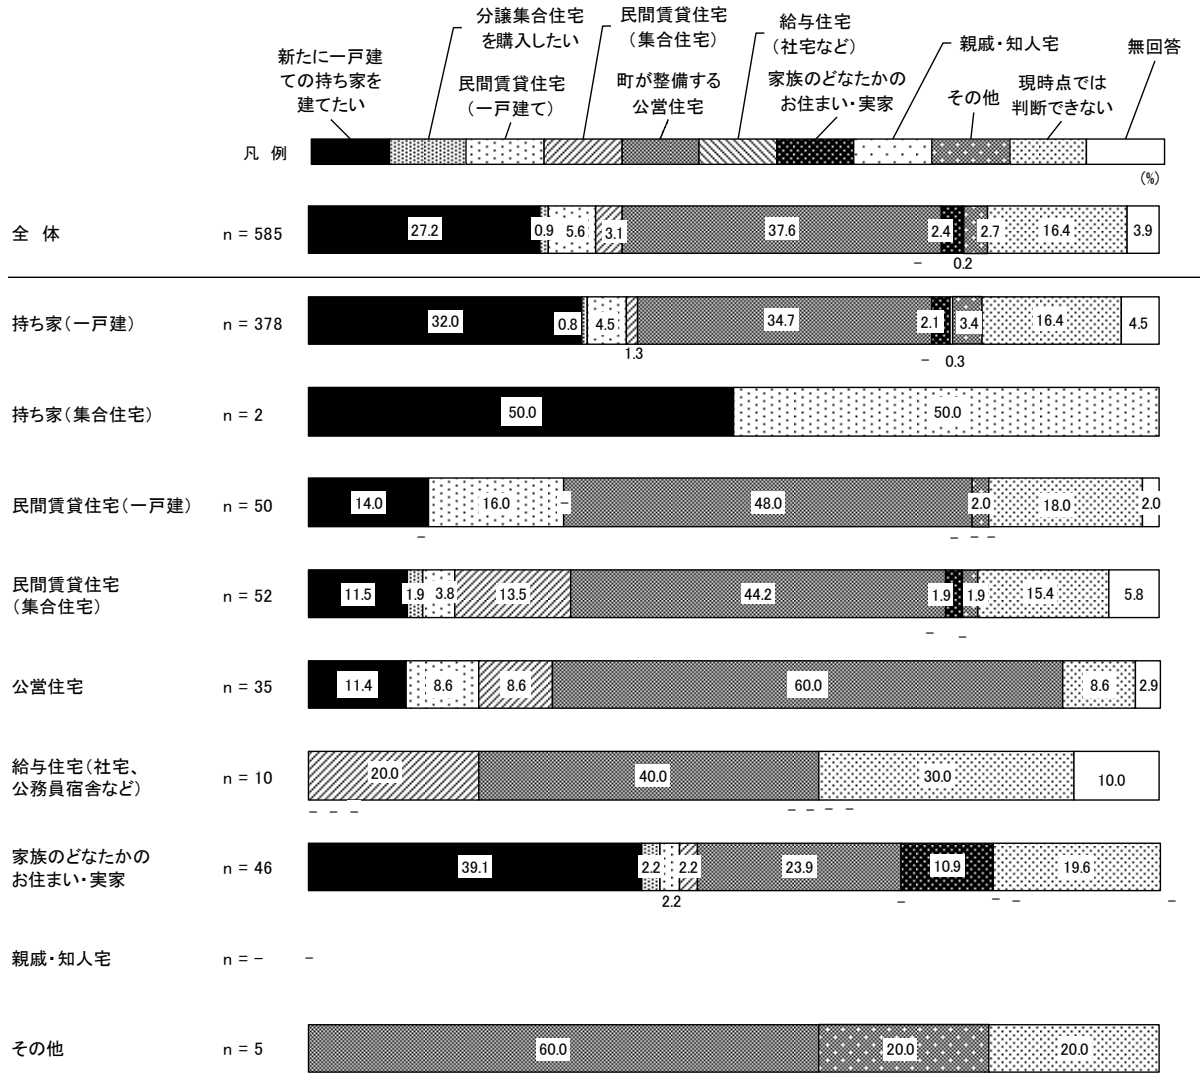 分譲集合住宅
を購入したい
民間賃貸住宅
(集合住宅)
給与住宅
(社宅など)
親戚・知人宅
無回答
新たに一戸建
ての持ち家を
建てたい
民間賃貸住宅
(一戸建て)
町が整備する
公営住宅
家族のどなたかの
お住まい・実家
その他
現時点では
判断できない
凡 例
(%)
全 体 n = 585 27.2 0.9 5.6 3.1 37.6 2.4 2.7 16.4 3.9
− 0.2
持ち家(一戸建) n = 378 32.0 0.8 4.5 34.7 2.1 3.4 16.4 4.5
1.3 − 0.3
持ち家(集合住宅) n = 2 50.0 50.0
民間賃貸住宅(一戸建) n = 50 14.0 16.0 − 48.0 2.0 18.0 2.0
− − − −
民間賃貸住宅
(集合住宅) n = 52 11.5 1.9 3.8 13.5 44.2 1.9 1.9 15.4 5.8
− −
公営住宅 n = 35 11.4 8.6 8.6 60.0 8.6 2.9
給与住宅(社宅、
公務員宿舎など) n = 10 20.0 40.0 30.0 10.0
− − − − − − −
家族のどなたかの
お住まい・実家 n = 46 39.1 2.2 2.2 23.9 10.9 19.6
2.2 − − − −
親戚・知人宅 n = − −
その他 n = 5 60.0 20.0 20.0